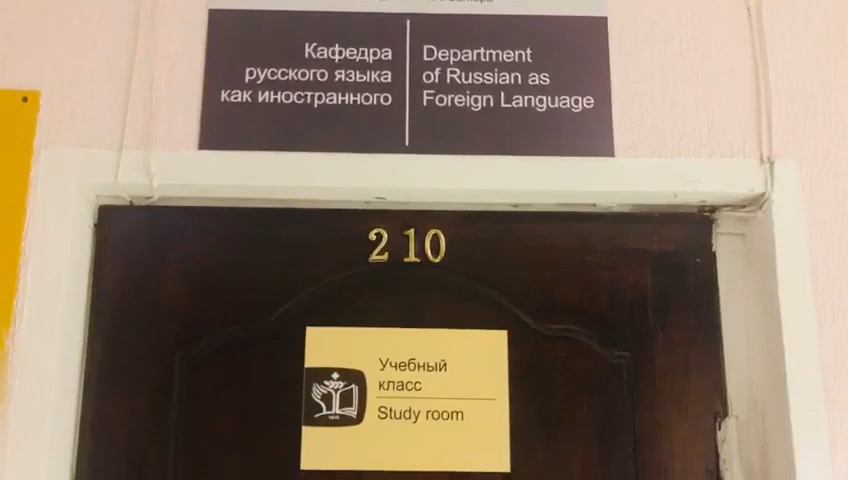 Кафедра
русского языка
как иностранного
Department
of Russian as
Foreign Language
210
Учебный
класс
Study room